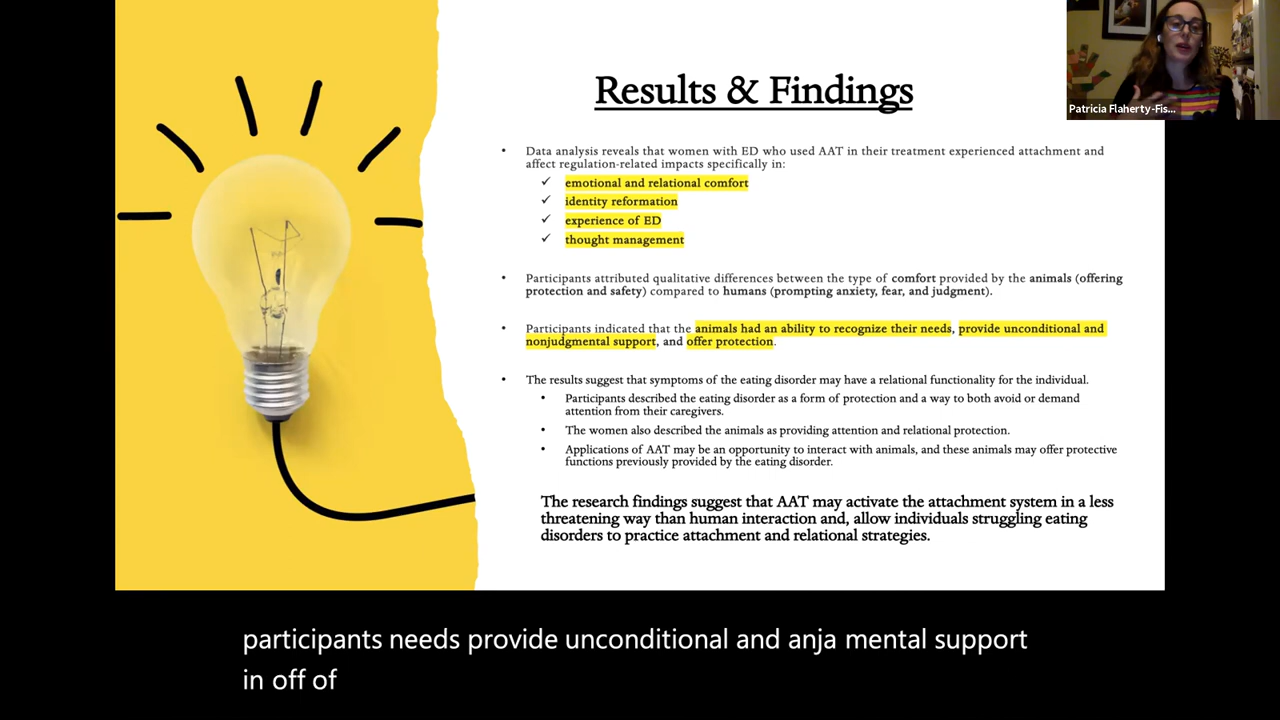 Results & Findings
Patricia Flaherty-Fis...
• Data analysis reveals that women with ED who used AAT in their treatment experienced attachment and
affect regulation-related impacts specifically in:
✓ emotional and relational comfort
✓ identity reformation
✓ experience of ED
✓ thought management
• Participants attributed qualitative differences between the type of comfort provided by the animals (offering
protection and safety) compared to humans (prompting anxiety, fear, and judgment).
• Participants indicated that the animals had an ability to recognize their needs, provide unconditional and
nonjudgmental support, and offer protection.
• The results suggest that symptoms of the eating disorder may have a relational functionality for the individual.
• Participants described the eating disorder as a form of protection and a way to both avoid or demand
attention from their caregivers.
• The women also described the animals as providing attention and relational protection.
• Applications of AAT may be an opportunity to interact with animals, and these animals may offer protective
functions previously provided by the eating disorder.
The research findings suggest that AAT may activate the attachment system in a less
threatening way than human interaction and, allow individuals struggling eating
disorders to practice attachment and relational strategies.
participants needs provide unconditional and anja mental support
in off of